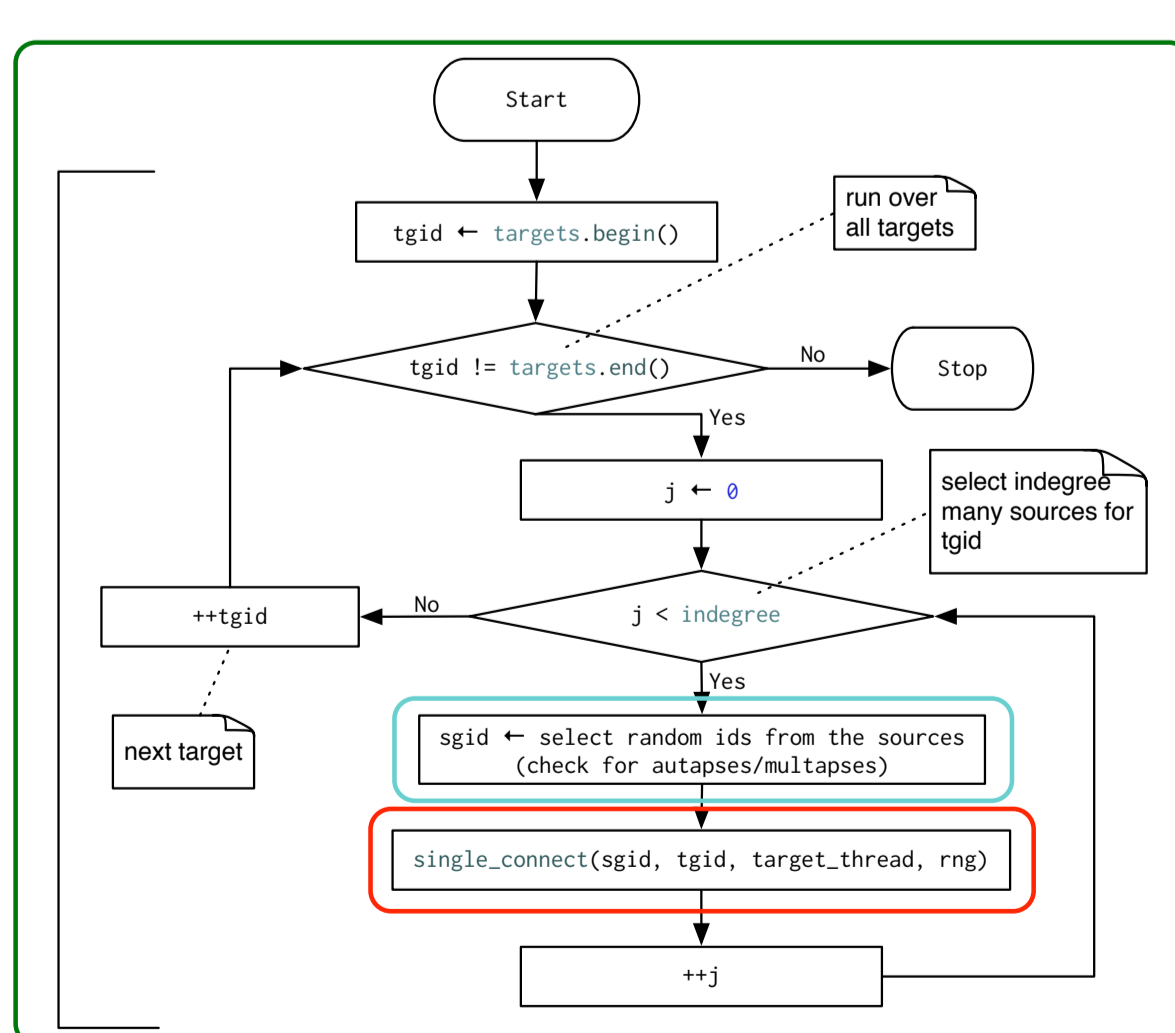 Start
tgid ← targets.begin()
run over
all targets
tgid != targets.end()
No
Stop
Yes
j ← 0
select indegree
many sources for
tgid
j < indegree
No
++tgid
Yes
next target
sgid ← select random ids from the sources
(check for autapses/multapses)
single_connect(sgid, tgid, target_thread, rng)
++j